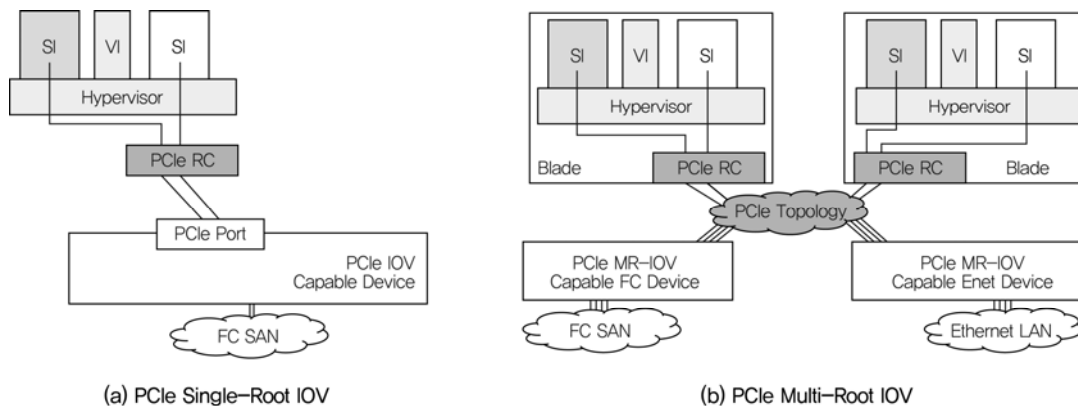 SI VI SI
Hypervisor
PCIe RC
PCIe Port
PCIe IOV
Capable Device
FC SAN
(a) PCIe Single-Root IOV
SI VI SI
Hypervisor
Blade
PCIe RC
SI VI SI
Hypervisor
PCIe RC
Blade
PCIe Topology
PCIe MR-IOV
Capable FC Device
FC SAN
PCIe MR-IOV
Capable Enet Device
Ethernet LAN
(b) PCIe Multi-Root IOV